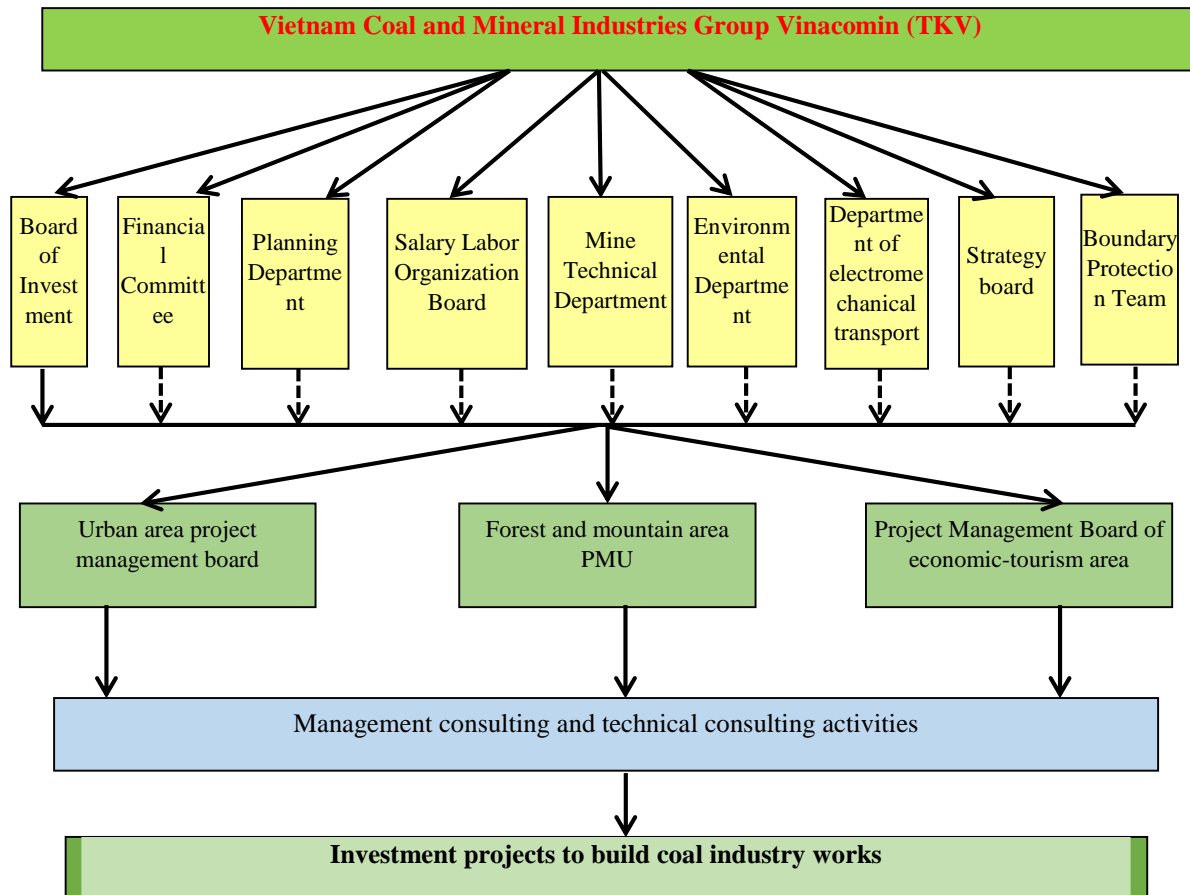 Vietnam Coal and Mineral Industries Group Vinacomin (TKV)
Board
of
Invest
ment
Financia
l
Committ
ee
Planning
Departme
nt
Salary Labor
Organization
Board
Mine
Technical
Department
Environm
ental
Departme
nt
Departme
nt of
electrome
chanical
transport
Strategy
board
Boundary
Protectio
n Team
Urban area project
management board
Forest and mountain area
PMU
Project Management Board of
economic-tourism area
Management consulting and technical consulting activities
Investment projects to build coal industry works